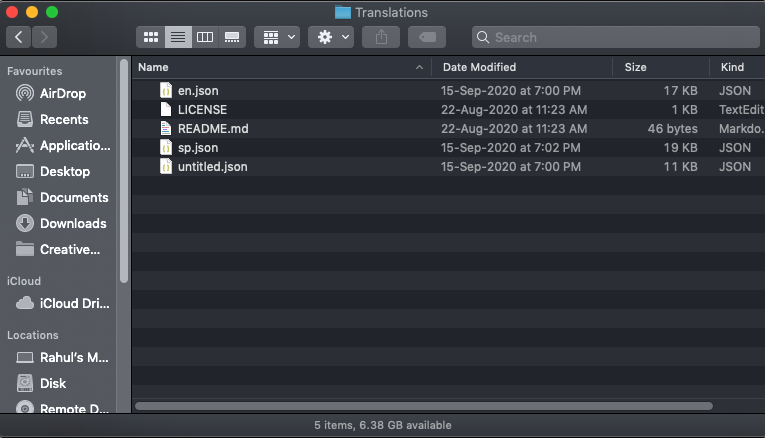 Translations
Search
Favourites
AirDrop
Recents
Applicatio...
Desktop
Documents
Downloads
Creative...
iCloud
iCloud Dri...
Locations
Rahul's M...
Disk
Remote D...
Name Date Modified Size Kind
en.json 15-Sep-2020 at 7:00 PM 17 KB JSON
LICENSE 22-Aug-2020 at 11:23 AM 1 KB TextEdit
README.md 22-Aug-2020 at 11:23 AM 46 bytes Markdo...
sp.json 15-Sep-2020 at 7:02 PM 19 KB JSON
untitled.json 15-Sep-2020 at 7:00 PM 11 KB JSON
5 items, 6.38 GB available